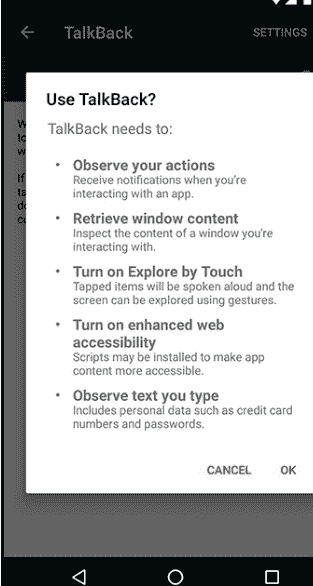 TalkBack
SETTINGS
Use TalkBack?
TalkBack needs to:
• Observe your actions
Receive notifications when you're
interacting with an app.
• Retrieve window content
Inspect the content of a window you're
interacting with.
• Turn on Explore by Touch
Tapped items will be spoken aloud and the
screen can be explored using gestures.
• Turn on enhanced web
accessibility
Scripts may be installed to make app
content more accessible.
• Observe text you type
Includes personal data such as credit card
numbers and passwords.
CANCEL
OK